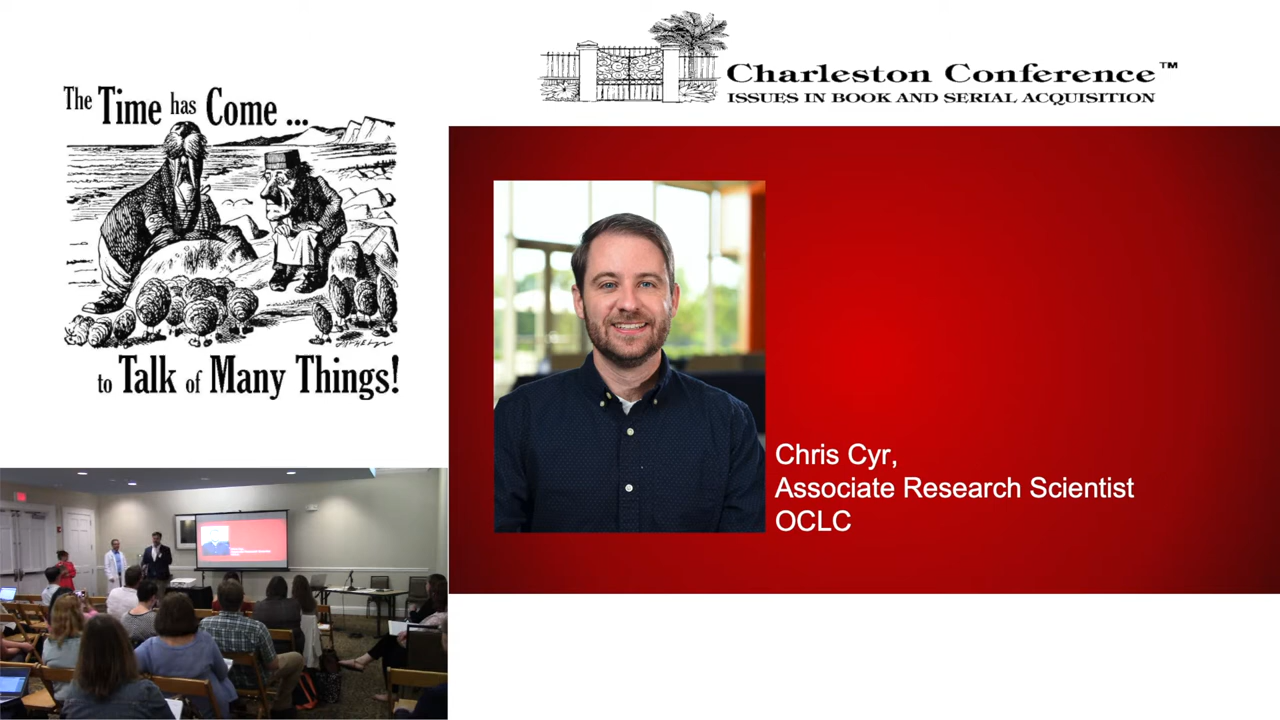 The Time has Come ...
to Talk of Many Things!
Charleston Conference™
ISSUES IN BOOK AND SERIAL ACQUISITION
Chris Cyr,
Associate Research Scientist
OCLC